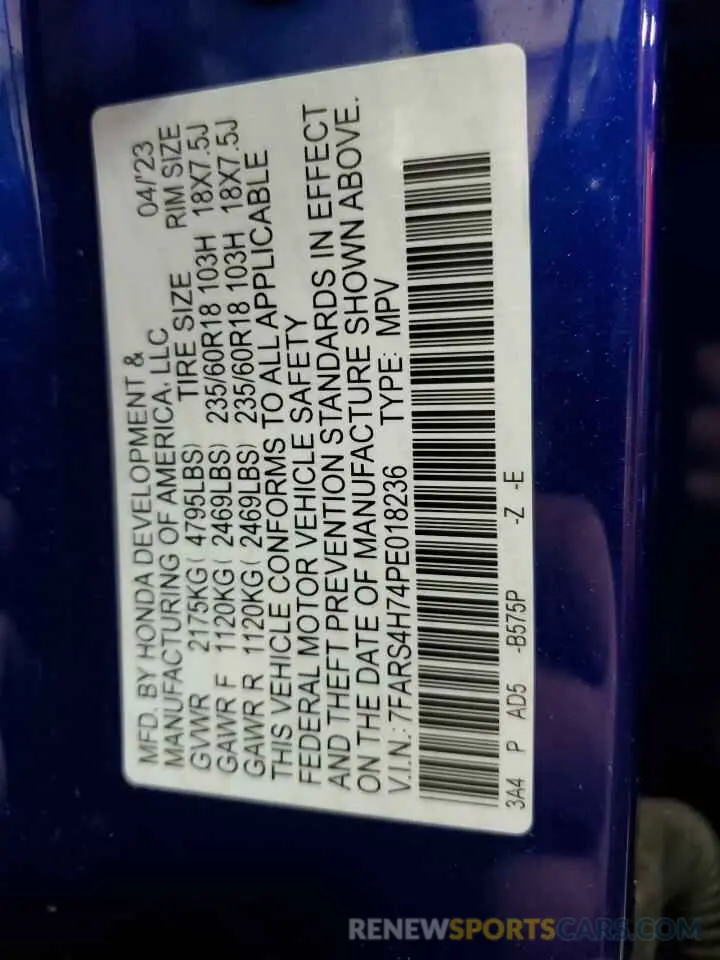 MFD. BY HONDA DEVELOPMENT &
MANUFACTURING OF AMERICA, LLC 04/'23
GVWR 2175KG( 4795LBS) TIRE SIZE RIM SIZE
GAWR F 1120KG( 2469LBS) 235/60R18 103H 18X7.5J
GAWR R 1120KG( 2469LBS) 235/60R18 103H 18X7.5J
THIS VEHICLE CONFORMS TO ALL APPLICABLE
FEDERAL MOTOR VEHICLE SAFETY
AND THEFT PREVENTION STANDARDS IN EFFECT
ON THE DATE OF MANUFACTURE SHOWN ABOVE.
V.I.N.: 7FARS4H74PE018236 TYPE: MPV
3A4 P AD5 -B575P -Z -E
RENEWSPORTSCARS.COM